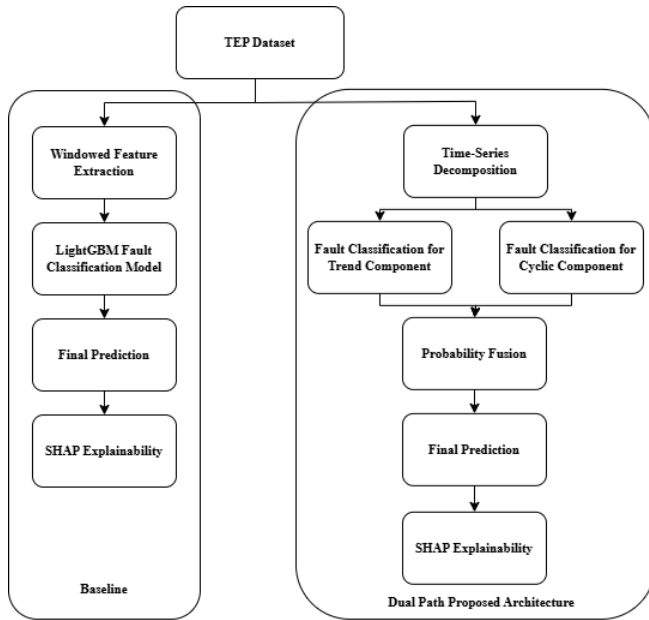 TEP Dataset
Windowed Feature
Extraction
LightGBM Fault
Classification Model
Final Prediction
SHAP Explainability
Baseline
Time-Series
Decomposition
Fault Classification for
Trend Component
Fault Classification for
Cyclic Component
Probability Fusion
Final Prediction
SHAP Explainability
Dual Path Proposed Architecture